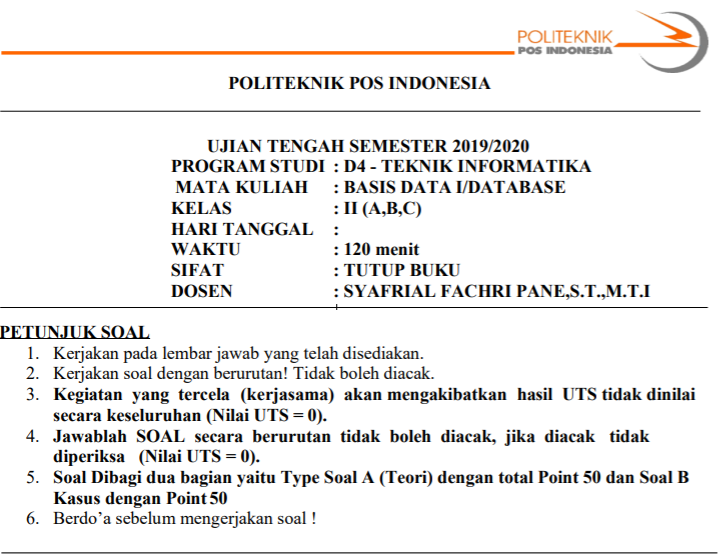 POLITEKNIK
POS INDONESIA
POLITEKNIK POS INDONESIA
UJIAN TENGAH SEMESTER 2019/2020
PROGRAM STUDI : D4 - TEKNIK INFORMATIKA
MATA KULIAH : BASIS DATA I/DATABASE
KELAS : II (A,B,C)
HARI TANGGAL :
WAKTU : 120 menit
SIFAT : TUTUP BUKU
DOSEN : SYAFRIAL FACHRI PANE,S.T.,M.T.I
PETUNJUK SOAL
1. Kerjakan pada lembar jawab yang telah disediakan.
2. Kerjakan soal dengan berurutan! Tidak boleh diacak.
3. Kegiatan yang tercela (kerjasama) akan mengakibatkan hasil UTS tidak dinilai
secara keseluruhan (Nilai UTS = 0).
4. Jawablah SOAL secara berurutan tidak boleh diacak, jika diacak tidak
diperiksa (Nilai UTS = 0).
5. Soal Dibagi dua bagian yaitu Type Soal A (Teori) dengan total Point 50 dan Soal B
Kasus dengan Point 50
6. Berdo’a sebelum mengerjakan soal !